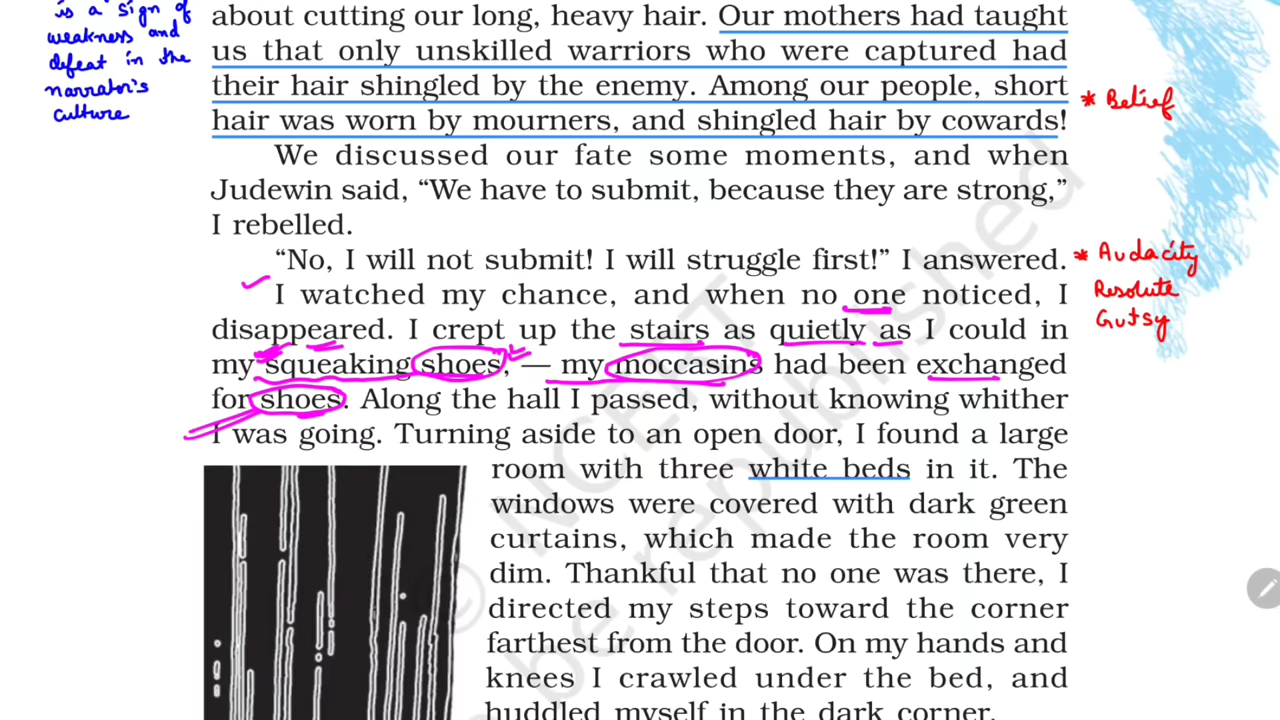 is a sign of
weakness and
defeat in the
narrator's
culture
about cutting our long, heavy hair. Our mothers had taught
us that only unskilled warriors who were captured had
their hair shingled by the enemy. Among our people, short
hair was worn by mourners, and shingled hair by cowards!
* Belief
We discussed our fate some moments, and when
Judewin said, “We have to submit, because they are strong,”
I rebelled.
“No, I will not submit! I will struggle first!” I answered.
* Audacity
Resolute
Gutsy
I watched my chance, and when no one noticed, I
disappeared. I crept up the stairs as quietly as I could in
my squeaking shoes, — my moccasins had been exchanged
for shoes. Along the hall I passed, without knowing whither
I was going. Turning aside to an open door, I found a large
room with three white beds in it. The
windows were covered with dark green
curtains, which made the room very
dim. Thankful that no one was there, I
directed my steps toward the corner
farthest from the door. On my hands and
knees I crawled under the bed, and
huddled myself in the dark corner.
© NCERT
be republished